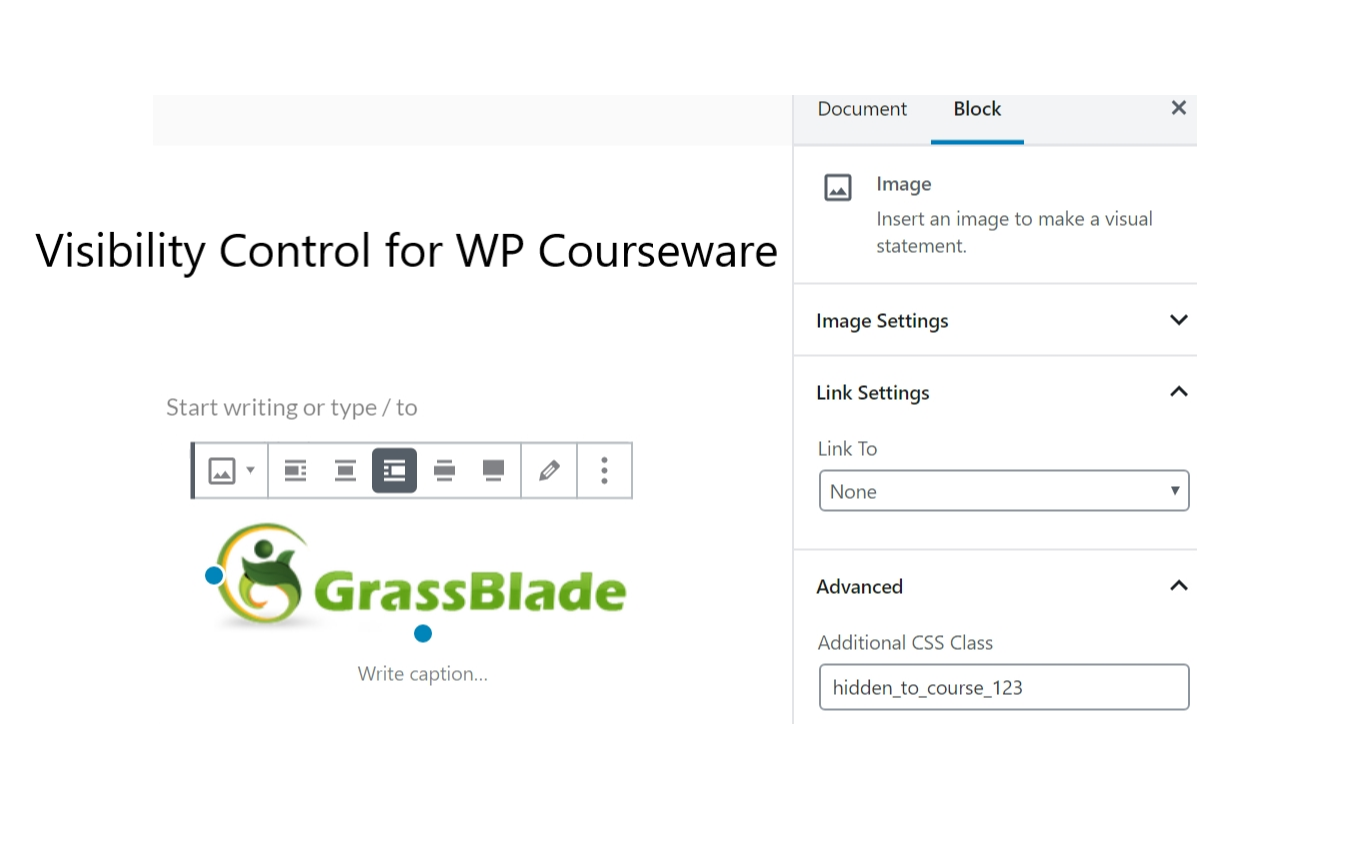 Document Block
Image
Insert an image to make a visual
statement.
Visibility Control for WP Courseware
Image Settings
Link Settings
Start writing or type / to
Link To
None
GrassBlade
Advanced
Additional CSS Class
Write caption...
hidden_to_course_123